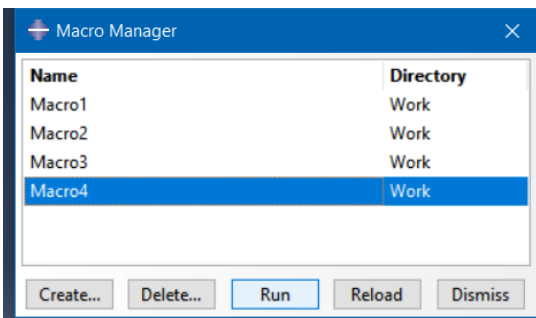 Macro Manager
Name Directory
Macro1 Work
Macro2 Work
Macro3 Work
Macro4 Work
Create... Delete... Run Reload Dismiss